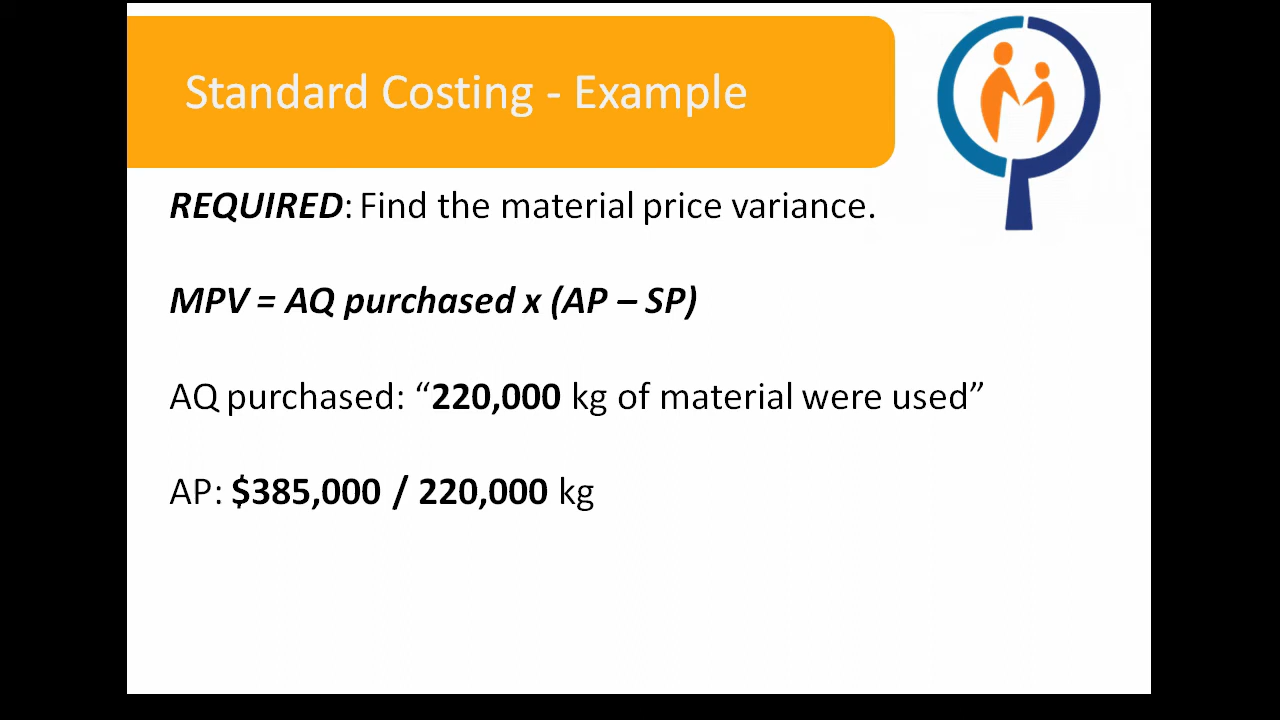 Standard Costing - Example
REQUIRED: Find the material price variance.
MPV = AQ purchased x (AP – SP)
AQ purchased: “220,000 kg of material were used”
AP: $385,000 / 220,000 kg